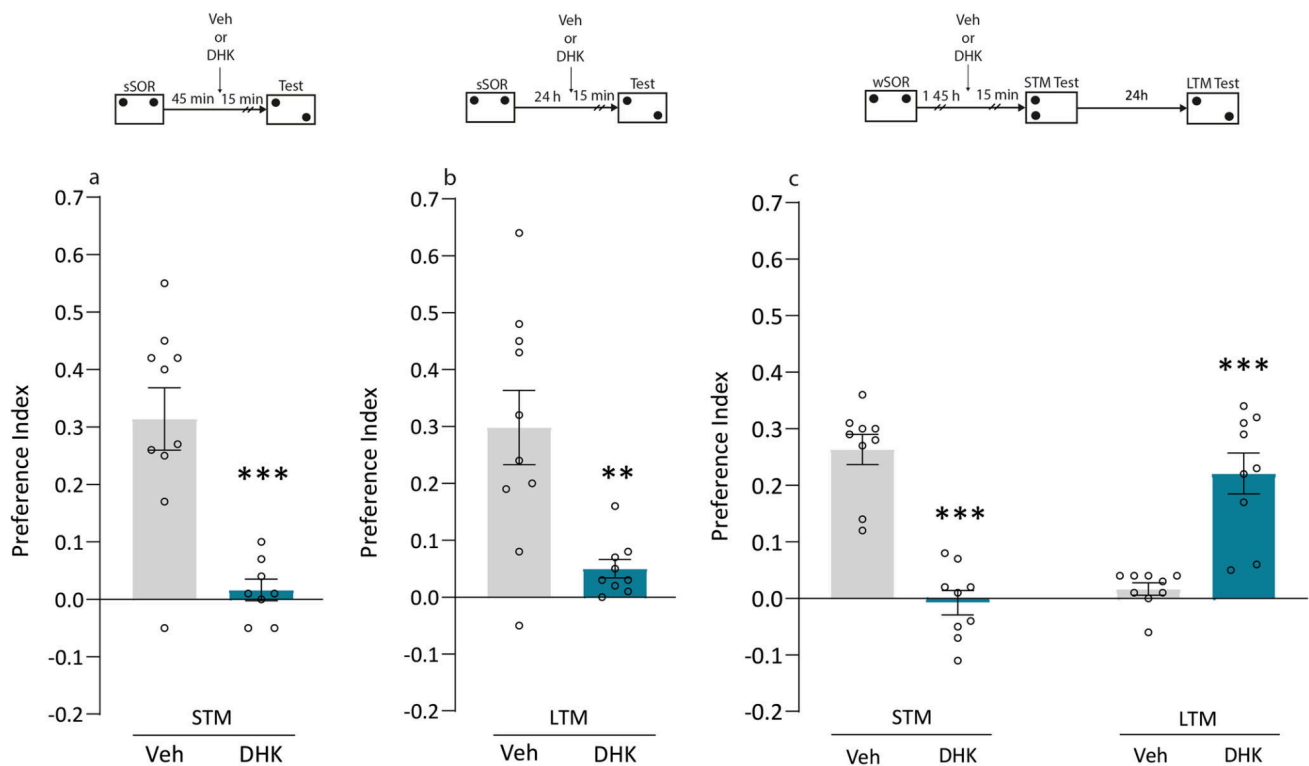 Veh
or
DHK
sSOR
45 min
15 min
Test
Veh
or
DHK
sSOR
24 h
15 min
Test
Veh
or
DHK
wSOR
1 45h
15 min
STM Test
24h
LTM Test
a
Preference Index
0.7
0.6
0.5
0.4
0.3
0.2
0.1
0.0
-0.1
-0.2
***
STM
Veh DHK
b
Preference Index
0.7
0.6
0.5
0.4
0.3
0.2
0.1
0.0
-0.1
-0.2
**
LTM
Veh DHK
c
Preference Index
0.7
0.6
0.5
0.4
0.3
0.2
0.1
0.0
-0.1
-0.2
***
***
STM
Veh DHK
LTM
Veh DHK